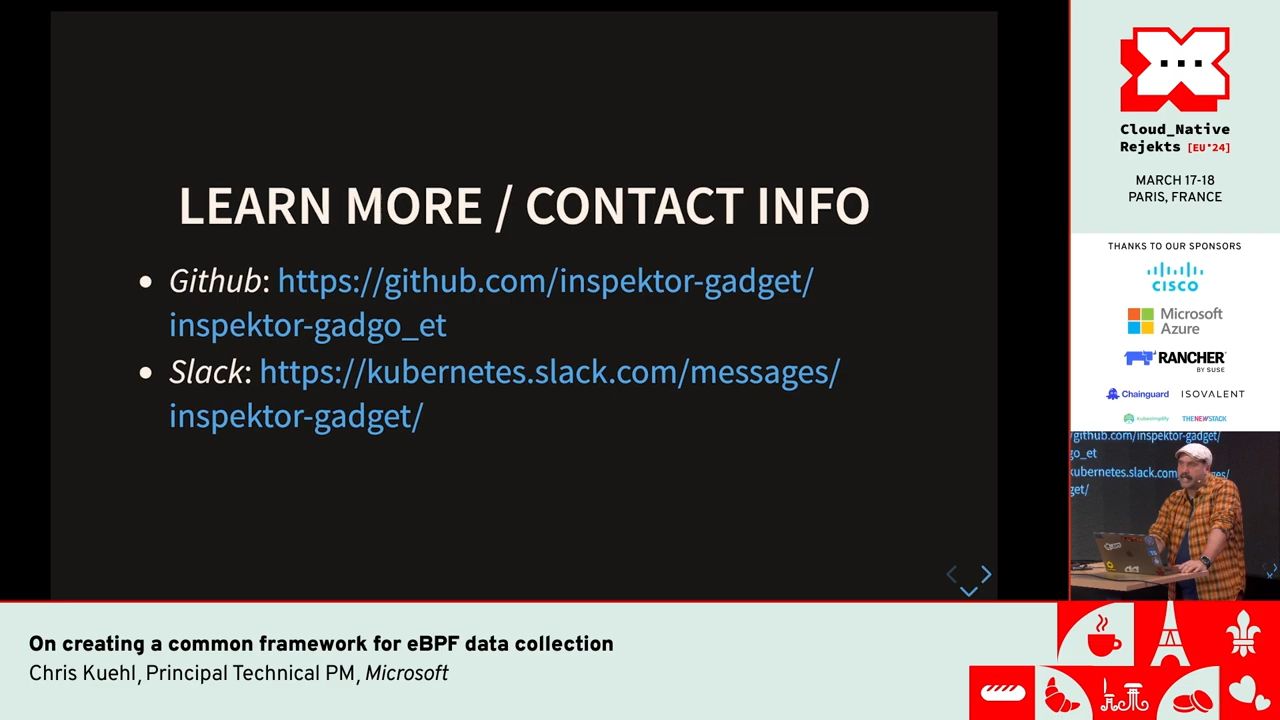 LEARN MORE / CONTACT INFO
Github: https://github.com/inspektor-gadget/
inspektor-gadgo_et
Slack: https://kubernetes.slack.com/messages/
inspektor-gadget/
Cloud_Native
Rejekts [EU'24]
MARCH 17-18
PARIS, FRANCE
THANKS TO OUR SPONSORS
CISCO
Microsoft
Azure
RANCHER
BY SUSE
Chainguard ISOVALENT
kubesimplify THENEWSTACK
github.com/inspektor-gadget/
go_et
kubernetes.slack.com
ges/
get/
On creating a common framework for eBPF data collection
Chris Kuehl, Principal Technical PM, Microsoft